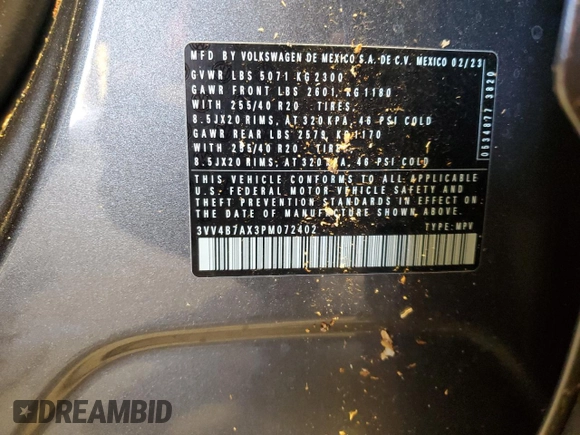 MFD BY VOLKSWAGEN DE MEXICO S.A. DE C.V. MEXICO 02/23
GVWR LBS 5071 KG 2300
GAWR FRONT LBS 2601, KG 1180
WITH 255/40 R20 TIRES,
8.5JX20 RIMS, AT 320 KPA, 46 PSI COLD
GAWR REAR LBS 2579, KG 1170
WITH 255/40 R20 TIRES,
8.5JX20 RIMS, AT 320 KPA, 46 PSI COLD
THIS VEHICLE CONFORMS TO ALL APPLICABLE
U.S. FEDERAL MOTOR VEHICLE SAFETY AND
THEFT PREVENTION STANDARDS IN EFFECT ON
THE DATE OF MANUFACTURE SHOWN ABOVE.
3VV4B7AX3PM072402 TYPE: MPV
0534877 3820
DREAMBID